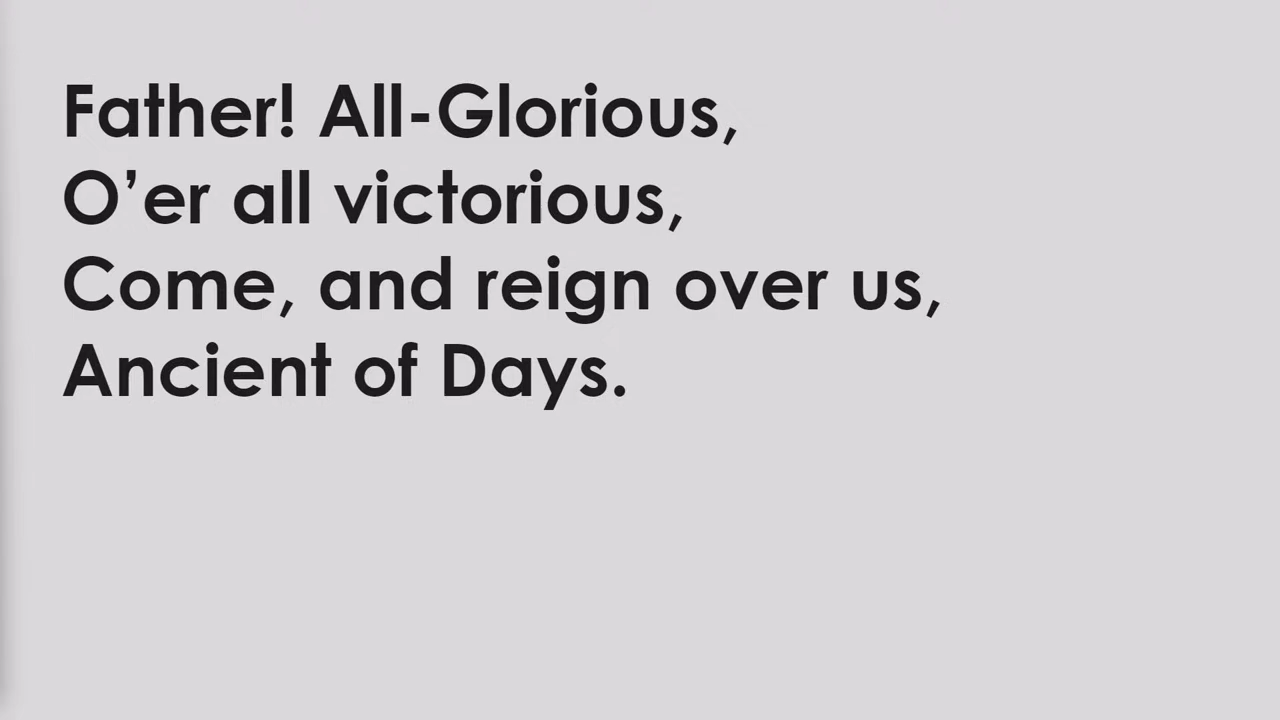 Father! All-Glorious,
O’er all victorious,
Come, and reign over us,
Ancient of Days.